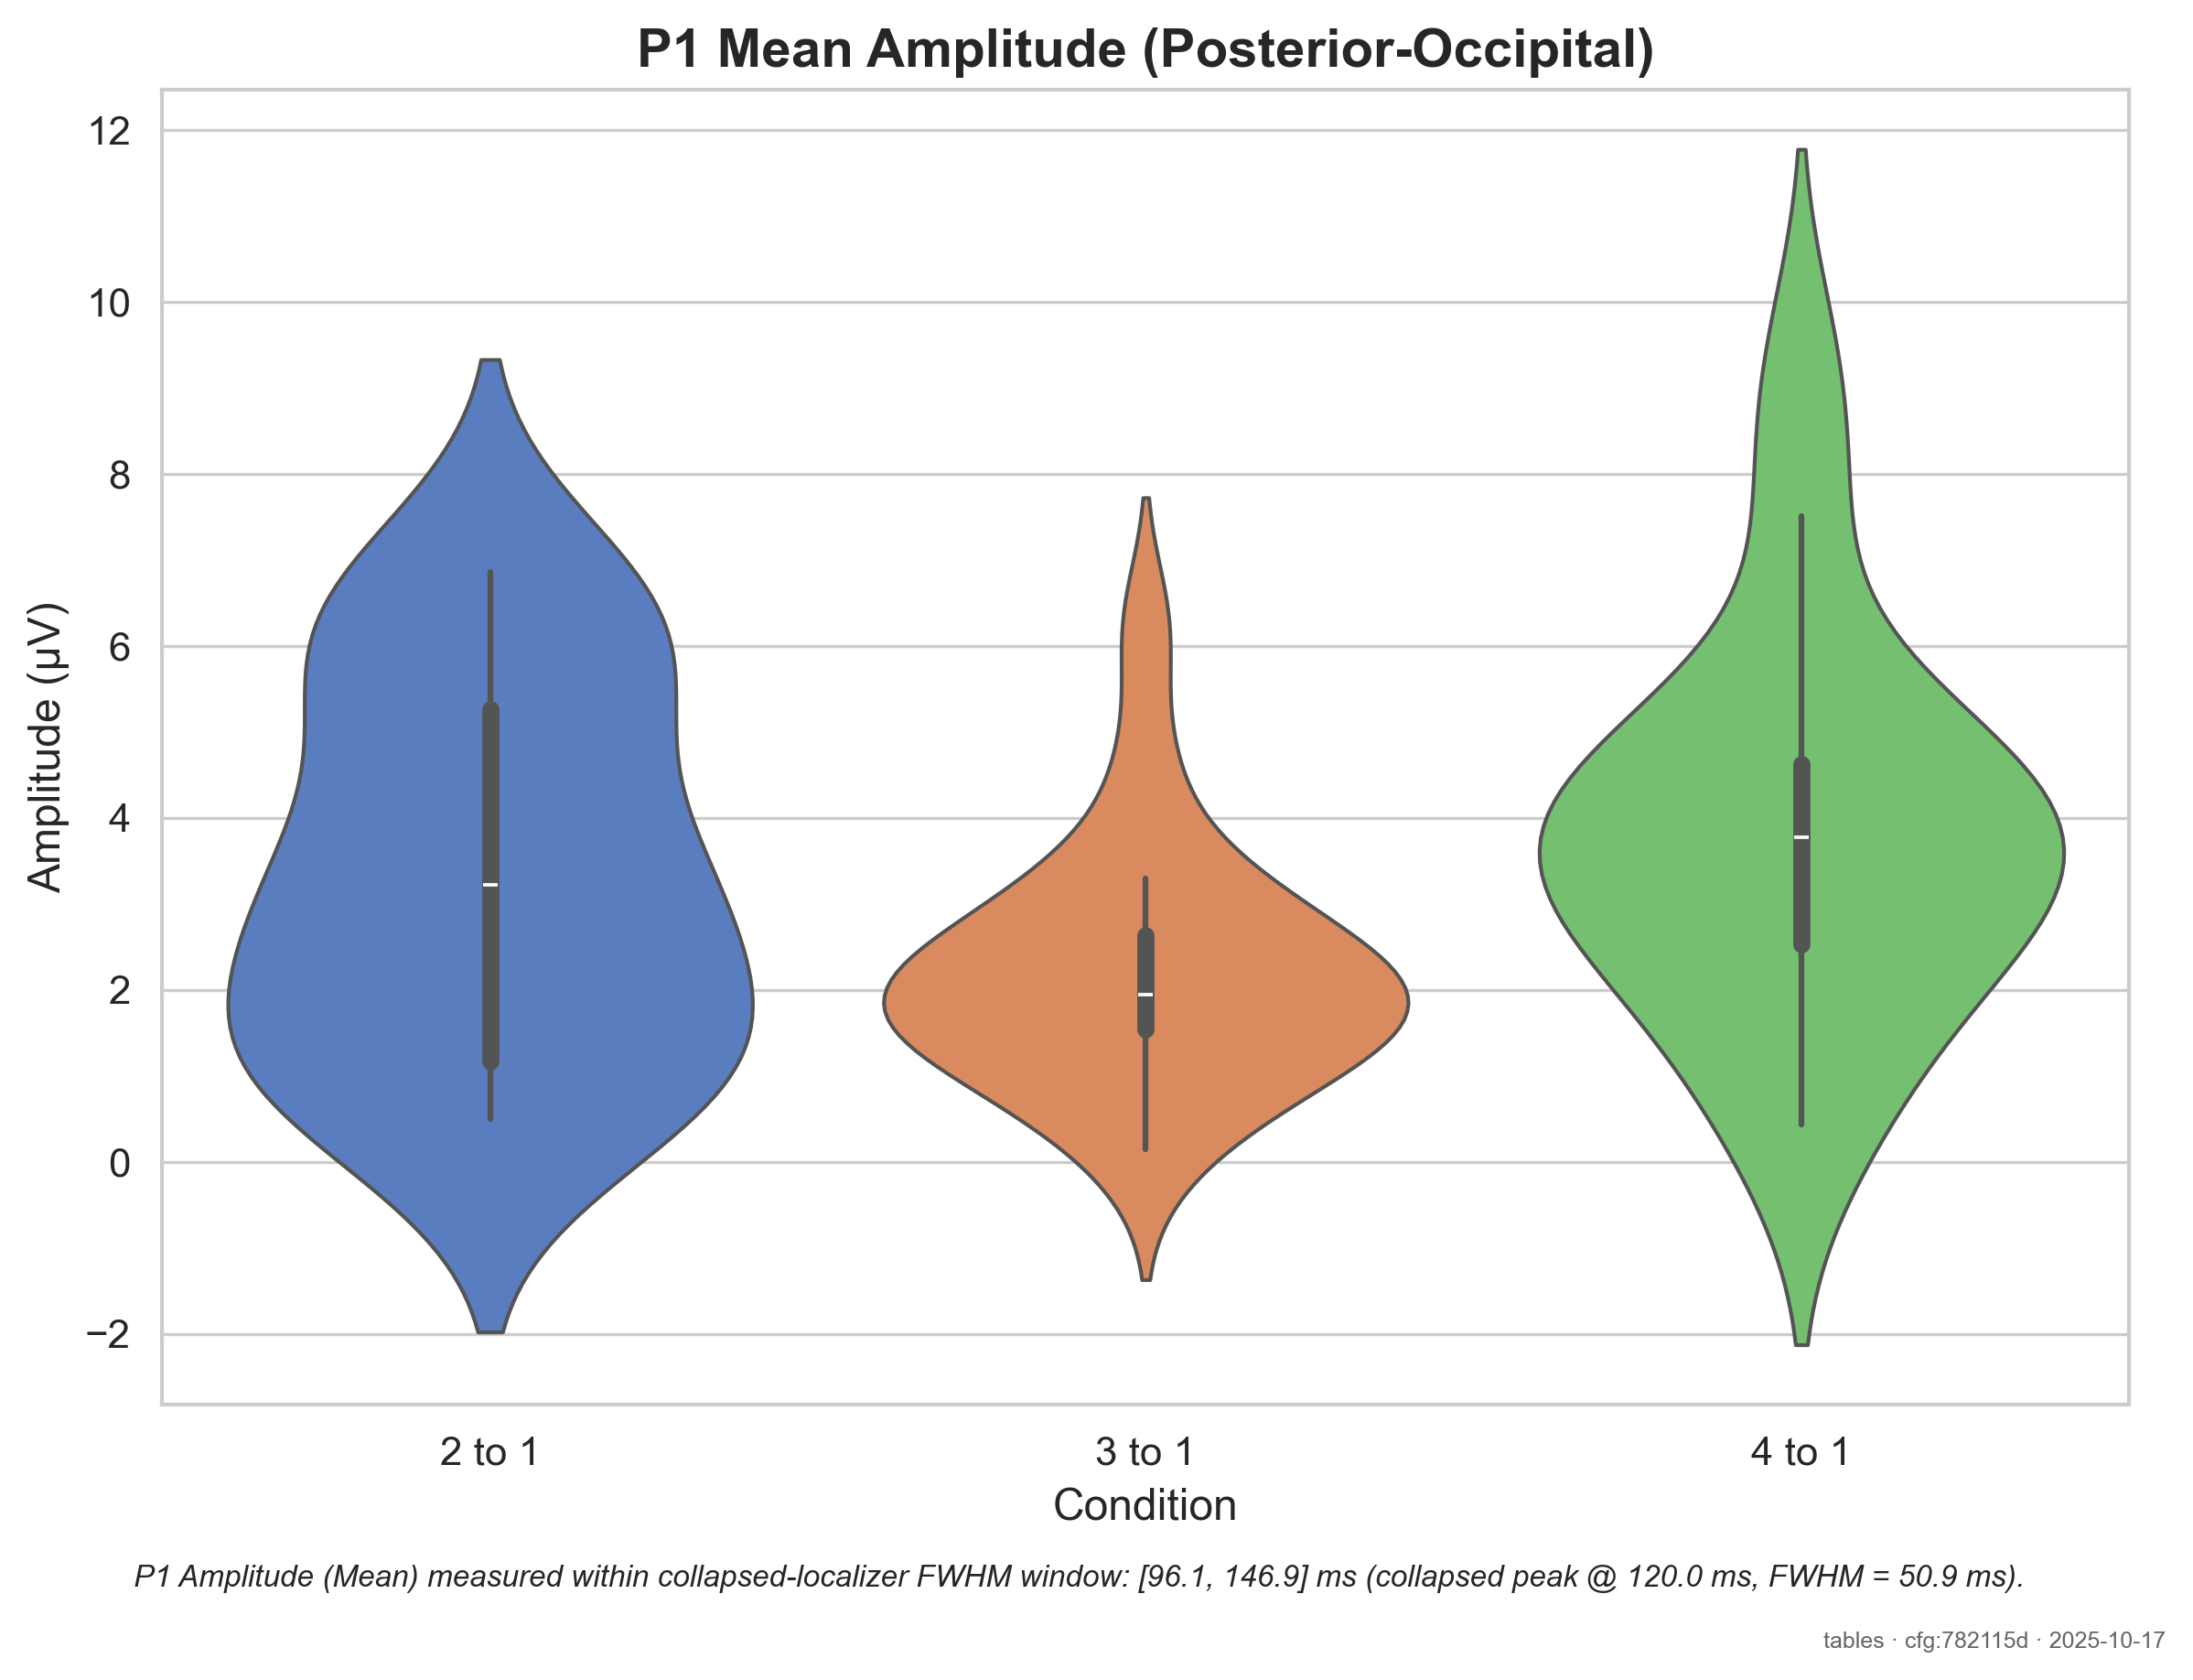 P1 Mean Amplitude (Posterior-Occipital)
12
10
8
6
4
2
0
−2
Amplitude (µV)
2 to 1
3 to 1
4 to 1
Condition
P1 Amplitude (Mean) measured within collapsed-localizer FWHM window: [96.1, 146.9] ms (collapsed peak @ 120.0 ms, FWHM = 50.9 ms).
tables · cfg:782115d · 2025-10-17